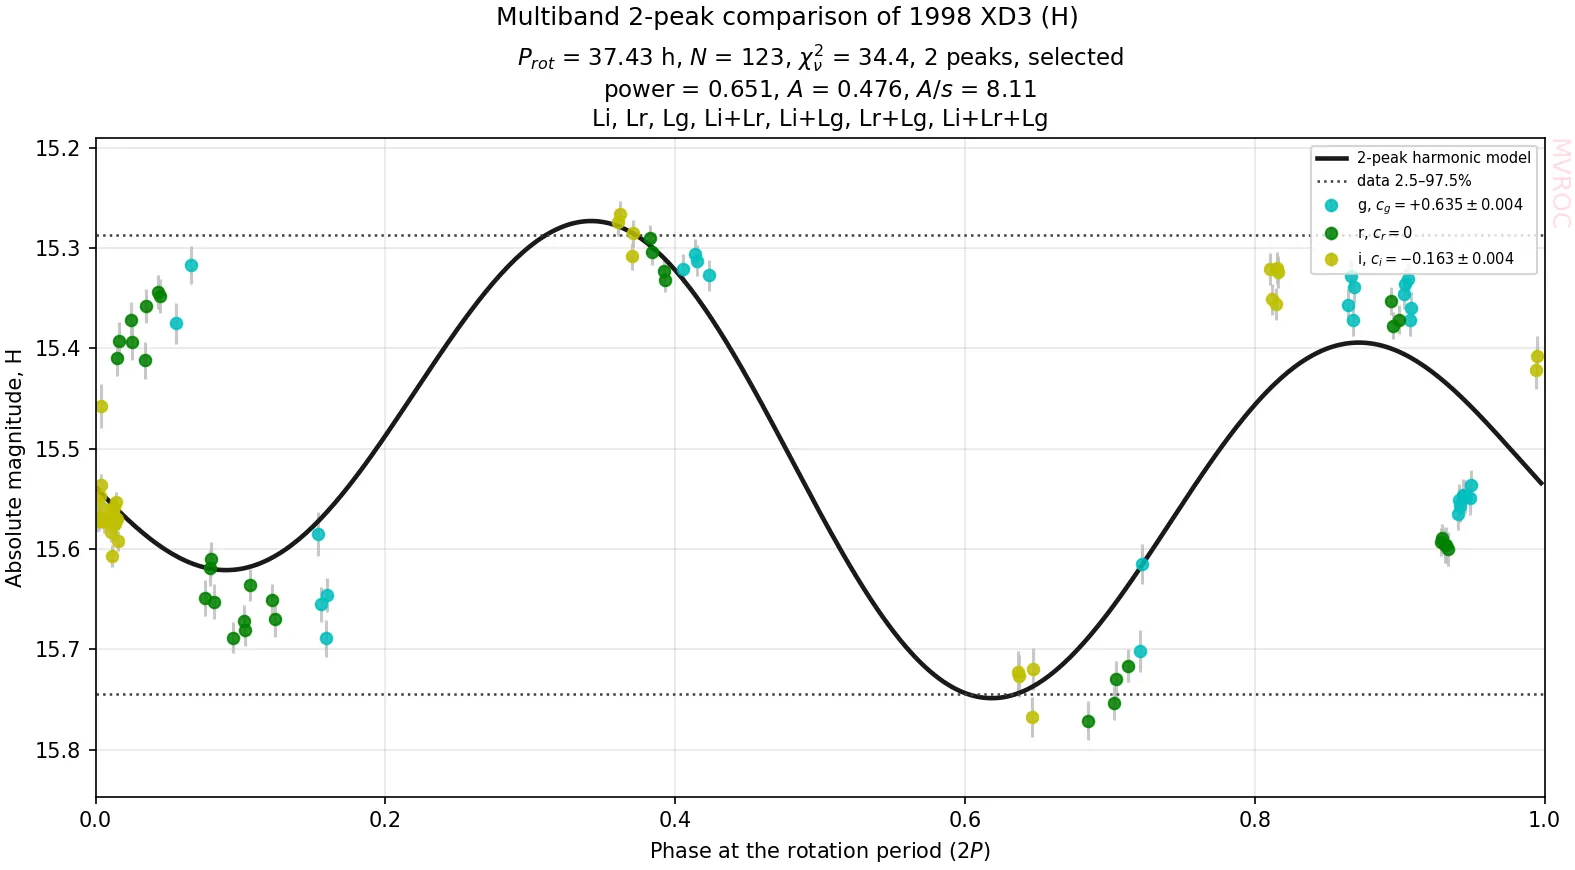 Multiband 2-peak comparison of 1998 XD3 (H)
P_rot = 37.43 h, N = 123, χ²_ν = 34.4, 2 peaks, selected
power = 0.651, A = 0.476, A/s = 8.11
Li, Lr, Lg, Li+Lr, Li+Lg, Lr+Lg, Li+Lr+Lg
2-peak harmonic model
data 2.5–97.5%
g, c_g = +0.635 ± 0.004
r, c_r = 0
i, c_i = −0.163 ± 0.004
MVROC
Absolute magnitude, H
15.2
15.3
15.4
15.5
15.6
15.7
15.8
0.0 0.2 0.4 0.6 0.8 1.0
Phase at the rotation period (2P)